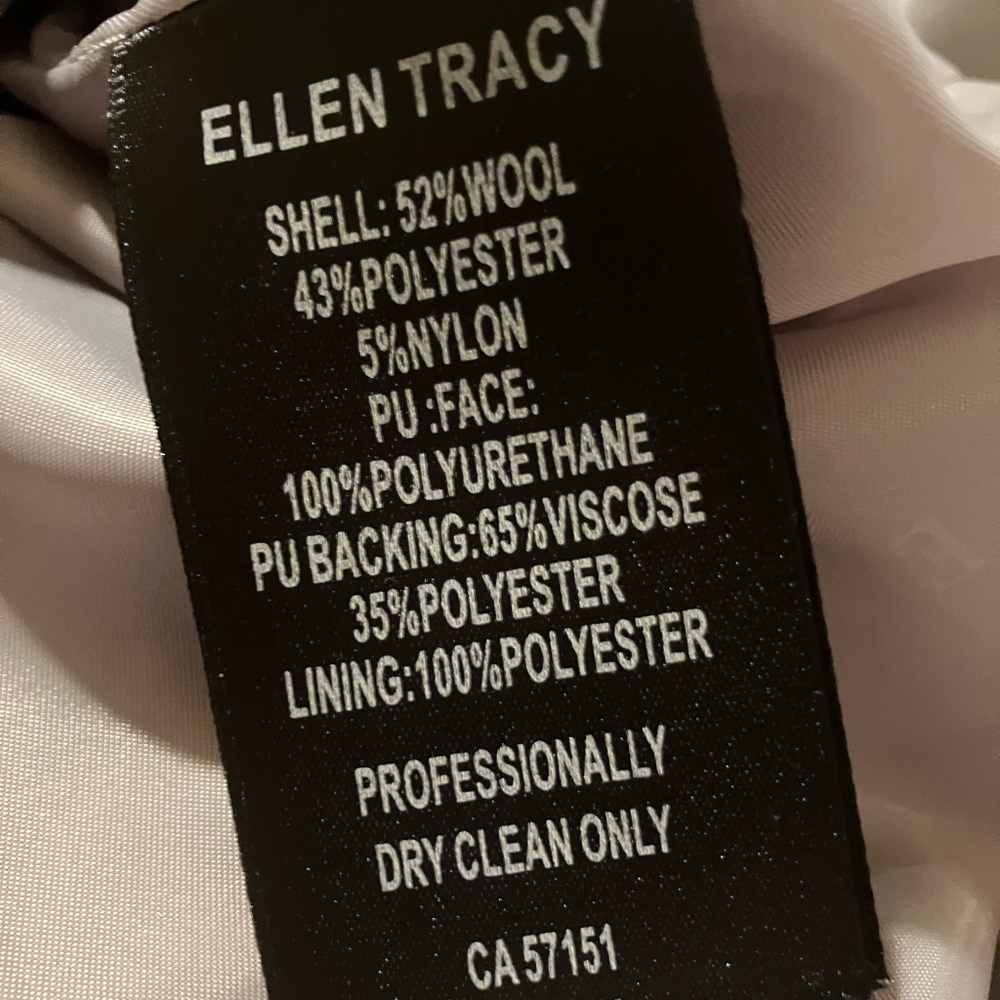 ELLEN TRACY
SHELL: 52%WOOL
43%POLYESTER
5%NYLON
PU :FACE:
100%POLYURETHANE
PU BACKING:65%VISCOSE
35%POLYESTER
LINING:100%POLYESTER
PROFESSIONALLY
DRY CLEAN ONLY
CA 57151